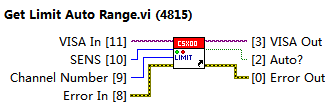 Get Limit Auto Range.vi (4815)
VISA In [11] CSX00 [3] VISA Out
SENS [10] LIMIT [2] Auto?
Channel Number [9] [0] Error Out
Error In [8]